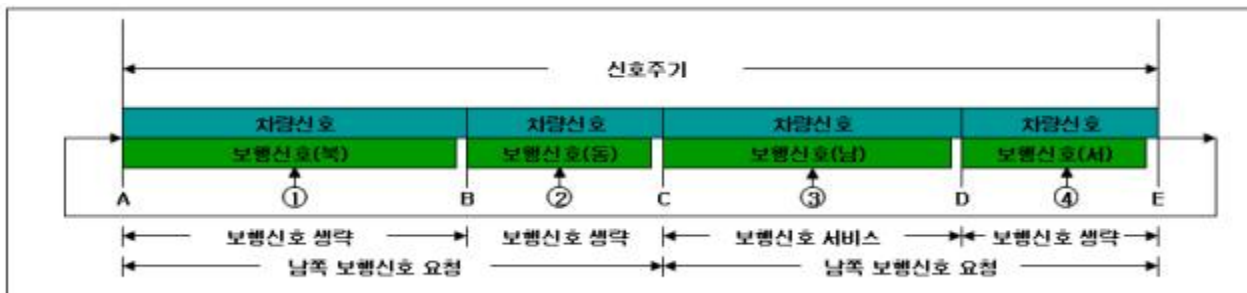 신호주기
차량신호 차량신호 차량신호 차량신호
보행신호(북) 보행신호(동) 보행신호(남) 보행신호(서)
A ① B ② C ③ D ④ E
보행신호 생략 보행신호 생략 보행신호 서비스 보행신호 생략
남쪽 보행신호 요청 남쪽 보행신호 요청